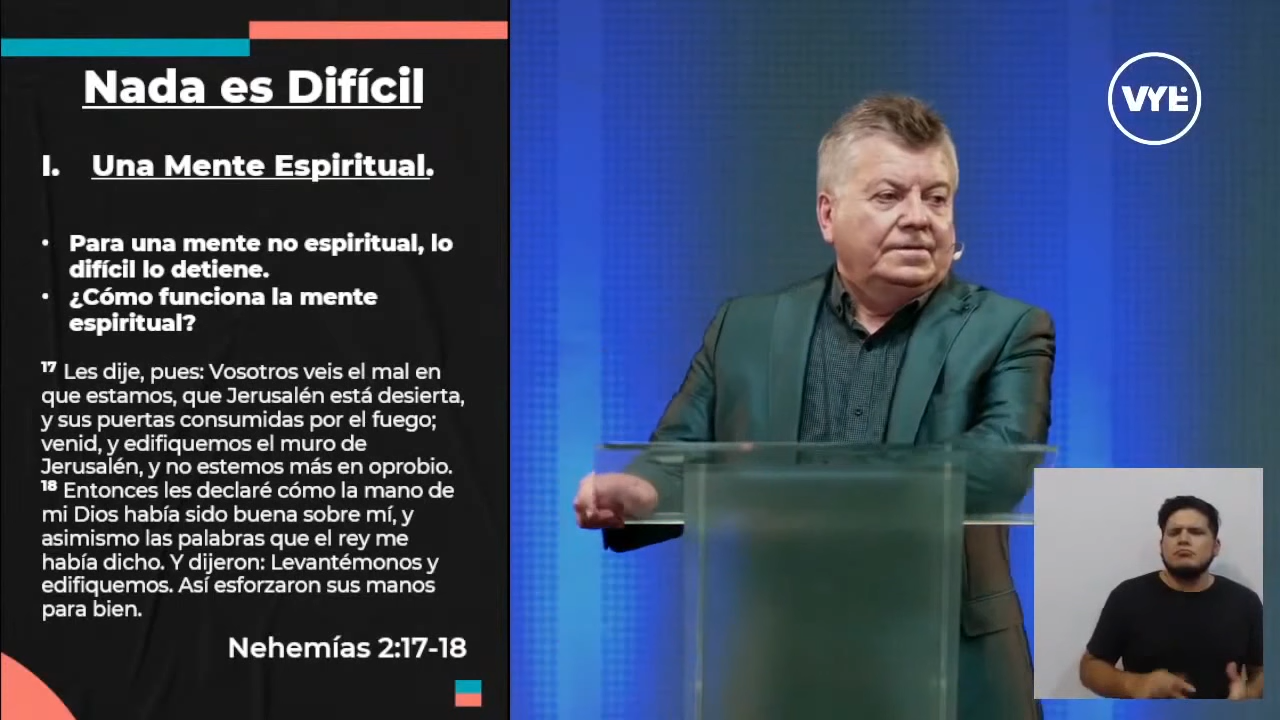 Nada es Difícil
I. Una Mente Espiritual.
• Para una mente no espiritual, lo
difícil lo detiene.
• ¿Cómo funciona la mente
espiritual?
17 Les dije, pues: Vosotros veis el mal en
que estamos, que Jerusalén está desierta,
y sus puertas consumidas por el fuego;
venid, y edifiquemos el muro de
Jerusalén, y no estemos más en oprobio.
18 Entonces les declaré cómo la mano de
mi Dios había sido buena sobre mí, y
asimismo las palabras que el rey me
había dicho. Y dijeron: Levantémonos y
edifiquemos. Así esforzaron sus manos
para bien.
Nehemías 2:17-18
VYE